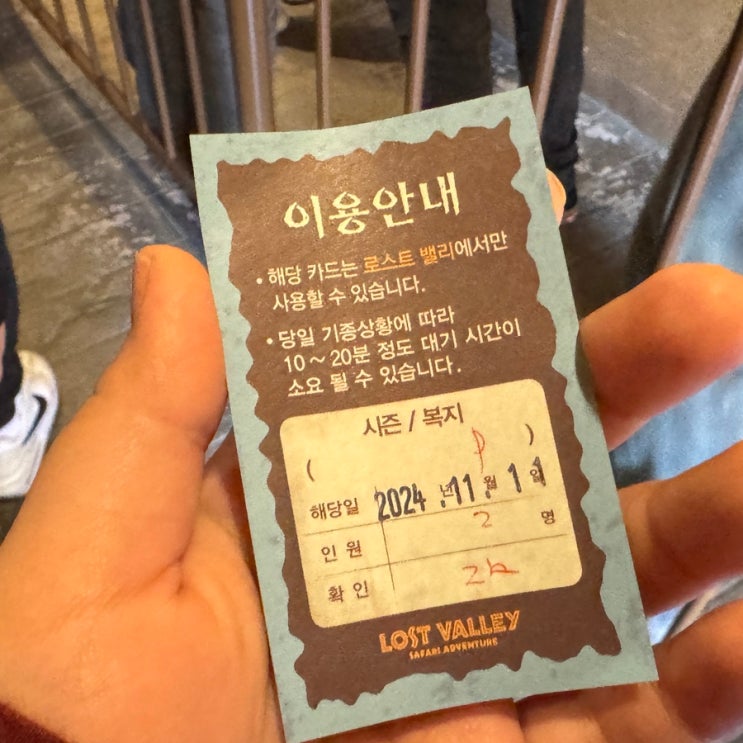 이용안내
• 해당 카드는 로스트 밸리에서만
사용할 수 있습니다.
• 당일 기종상황에 따라
10 ~ 20분 정도 대기 시간이
소요 될 수 있습니다.
시즌 / 복지
( P )
해당일 2024 년 .11 월 . 11 일
인 원 2 명
확 인
LOST VALLEY
SAFARI ADVENTURE